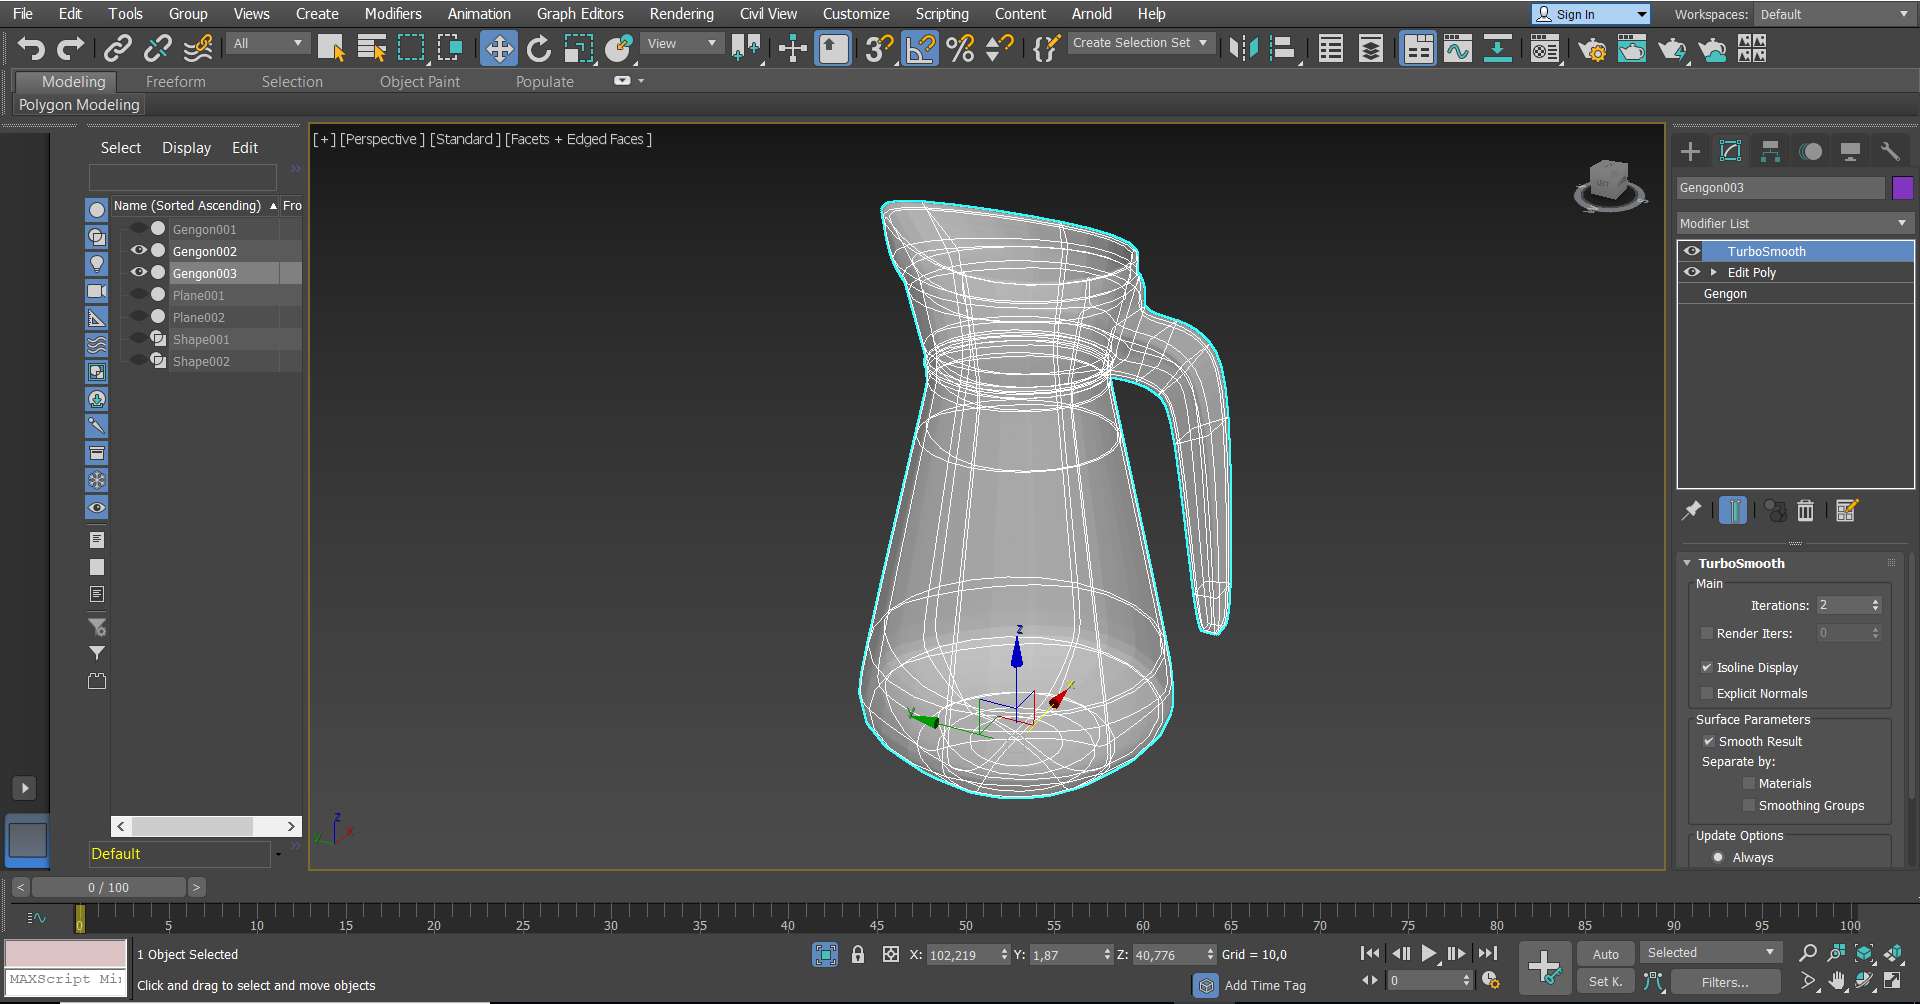 File Edit Tools Group Views Create Modifiers Animation Graph Editors Rendering Civil View Customize Scripting Content Arnold Help Sign In Workspaces: Default
All View Create Selection Set
Modeling Freeform Selection Object Paint Populate
Polygon Modeling
[+] [Perspective ] [Standard ] [Facets + Edged Faces ]
Select Display Edit
Name (Sorted Ascending) Fro
Gengon001
Gengon002
Gengon003
Plane001
Plane002
Shape001
Shape002
Default
z
x
y
z
x
y
Gengon003
Modifier List
TurboSmooth
Edit Poly
Gengon
TurboSmooth
Main
Iterations: 2
Render Iters: 0
Isoline Display
Explicit Normals
Surface Parameters
Smooth Result
Separate by:
Materials
Smoothing Groups
Update Options
Always
< 0 / 100 >
0 5 10 15 20 25 30 35 40 45 50 55 60 65 70 75 80 85 90 95 100
1 Object Selected X: 102,219 Y: 1,87 Z: 40,776 Grid = 10,0 Auto Selected
MAXScript Mi
Click and drag to select and move objects Add Time Tag 0 Set K. Filters...